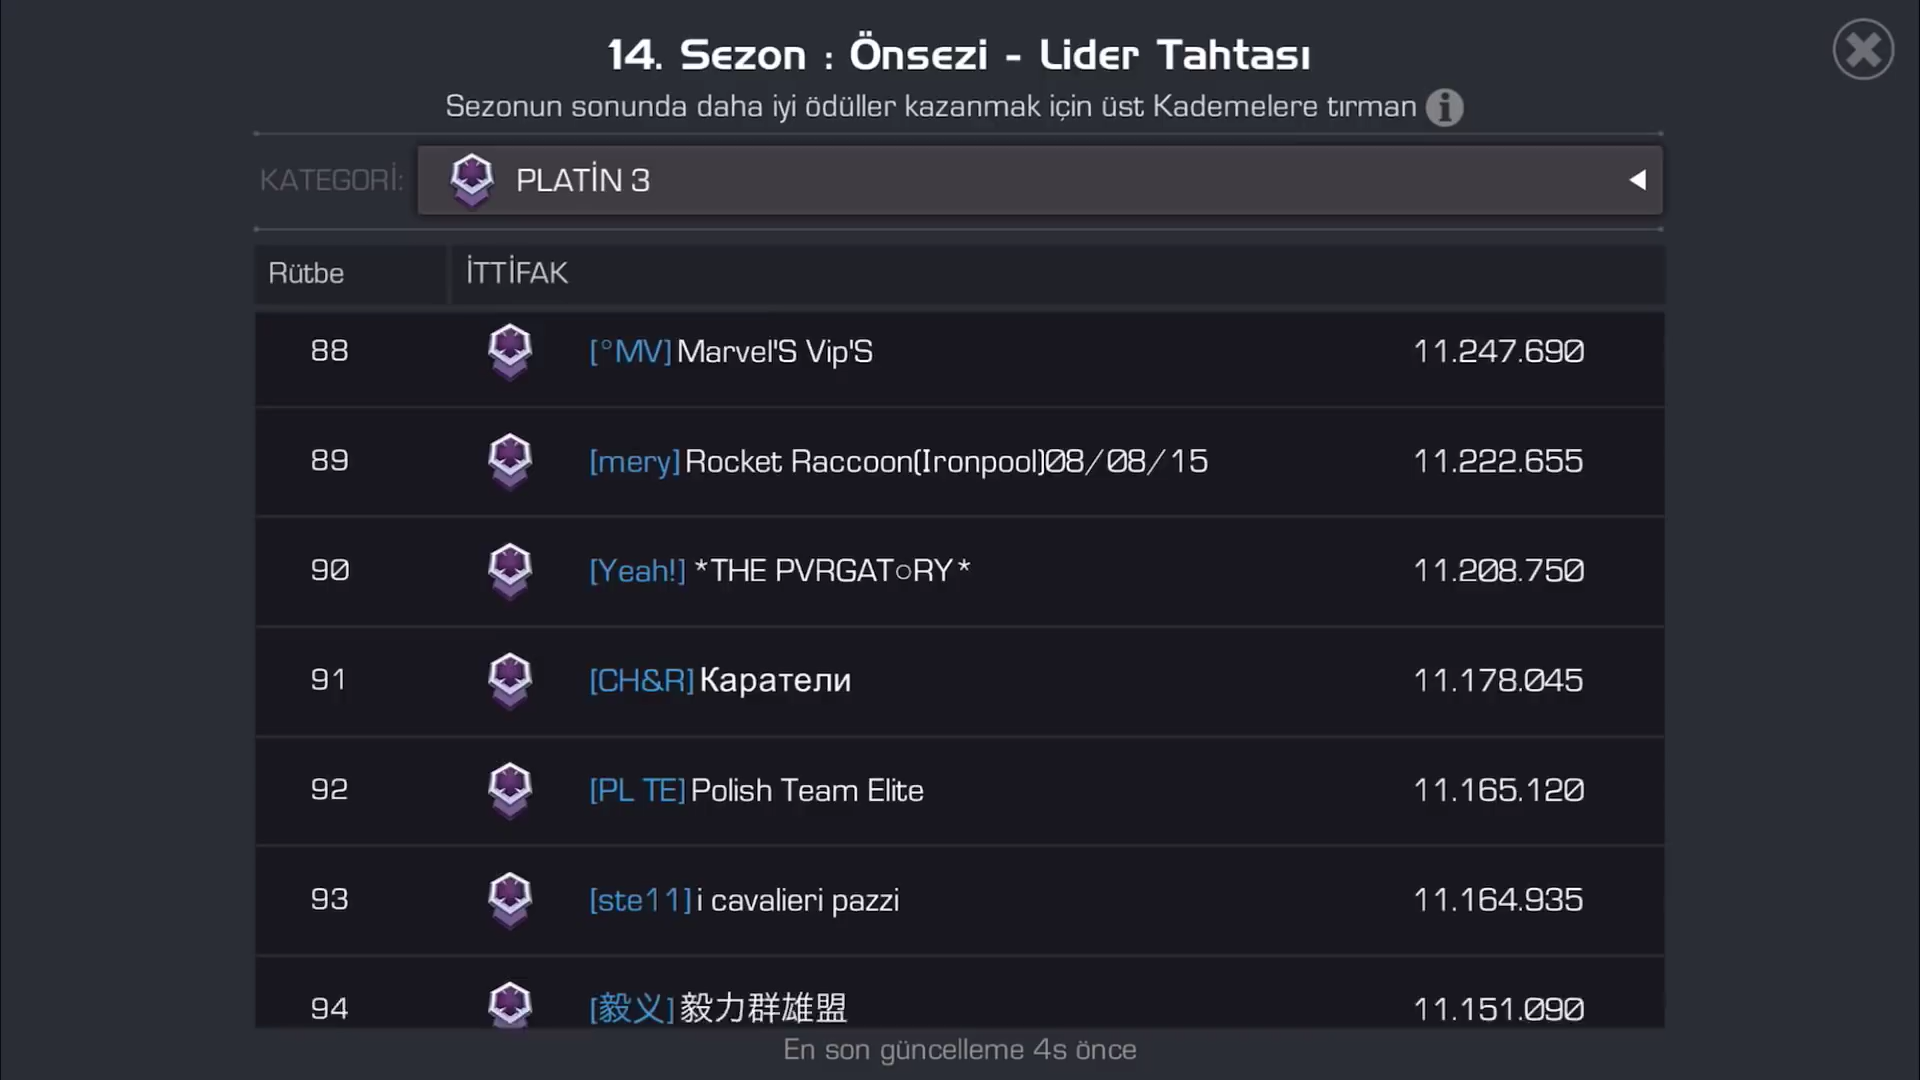 14. Sezon : Önsezi - Lider Tahtası
Sezonun sonunda daha iyi ödüller kazanmak için üst Kademelere tırman
KATEGORİ: PLATİN 3
Rütbe İTTİFAK
88 [°MV]Marvel'S Vip'S 11.247.690
89 [mery]Rocket Raccoon(Ironpool)08/08/15 11.222.655
90 [Yeah!] *THE PVRGAT○RY* 11.208.750
91 [CH&R]Каратели 11.178.045
92 [PL TE]Polish Team Elite 11.165.120
93 [ste11]i cavalieri pazzi 11.164.935
94 [毅义]毅力群雄盟 11.151.090
En son güncelleme 4s önce